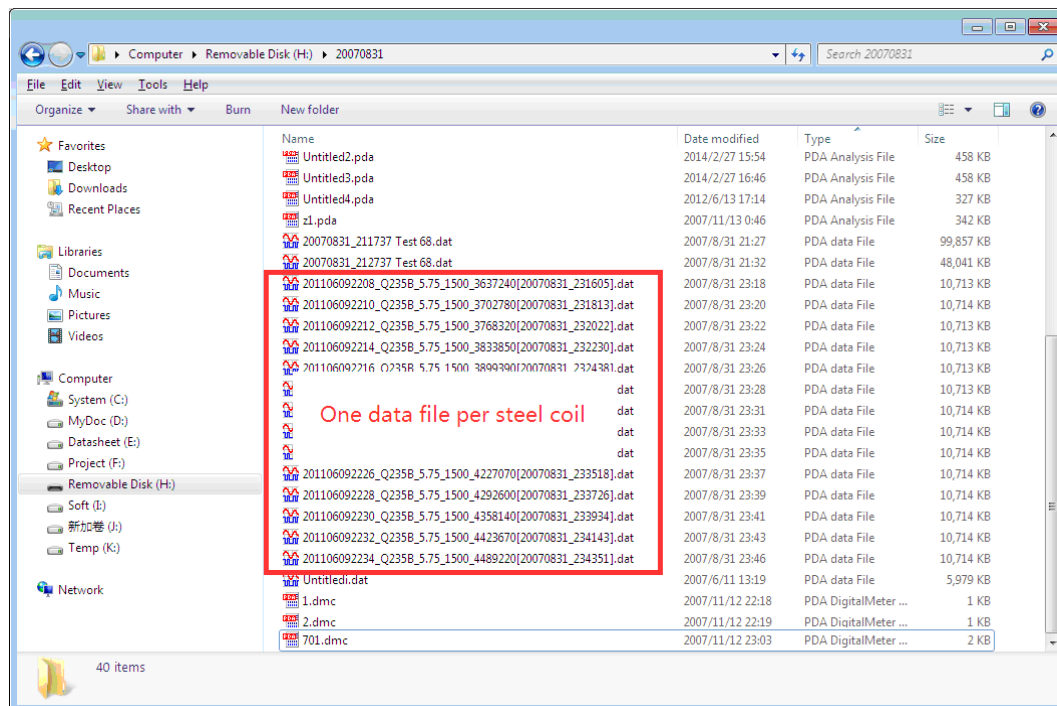 Computer Removable Disk (H:) 20070831
Search 20070831
File Edit View Tools Help
Organize Share with Burn New folder
Favorites
Desktop
Downloads
Recent Places
Libraries
Documents
Music
Pictures
Videos
Computer
System (C:)
MyDoc (D:)
Datasheet (E:)
Project (F:)
Removable Disk (H:)
Soft (I:)
新加卷 (J:)
Temp (K:)
Network
Name Date modified Type Size
Untitled2.pda 2014/2/27 15:54 PDA Analysis File 458 KB
Untitled3.pda 2014/2/27 16:46 PDA Analysis File 458 KB
Untitled4.pda 2012/6/13 17:14 PDA Analysis File 327 KB
z1.pda 2007/11/13 0:46 PDA Analysis File 342 KB
20070831_211737 Test 68.dat 2007/8/31 21:27 PDA data File 99,857 KB
20070831_212737 Test 68.dat 2007/8/31 21:32 PDA data File 48,041 KB
201106092208_Q235B_5.75_1500_3637240[20070831_231605].dat 2007/8/31 23:18 PDA data File 10,713 KB
201106092210_Q235B_5.75_1500_3702780[20070831_231813].dat 2007/8/31 23:20 PDA data File 10,714 KB
201106092212_Q235B_5.75_1500_3768320[20070831_232022].dat 2007/8/31 23:22 PDA data File 10,713 KB
201106092214_Q235B_5.75_1500_3833850[20070831_232230].dat 2007/8/31 23:24 PDA data File 10,713 KB
201106092216_Q235B_5.75_1500_3899390[20070831_232438].dat 2007/8/31 23:26 PDA data File 10,713 KB
dat 2007/8/31 23:28 PDA data File 10,713 KB
One data file per steel coil
dat 2007/8/31 23:31 PDA data File 10,714 KB
dat 2007/8/31 23:33 PDA data File 10,714 KB
dat 2007/8/31 23:35 PDA data File 10,714 KB
201106092226_Q235B_5.75_1500_4227070[20070831_233518].dat 2007/8/31 23:37 PDA data File 10,714 KB
201106092228_Q235B_5.75_1500_4292600[20070831_233726].dat 2007/8/31 23:39 PDA data File 10,714 KB
201106092230_Q235B_5.75_1500_4358140[20070831_233934].dat 2007/8/31 23:41 PDA data File 10,714 KB
201106092232_Q235B_5.75_1500_4423670[20070831_234143].dat 2007/8/31 23:43 PDA data File 10,714 KB
201106092234_Q235B_5.75_1500_4489220[20070831_234351].dat 2007/8/31 23:46 PDA data File 10,714 KB
Untitledi.dat 2007/6/11 13:19 PDA data File 5,979 KB
1.dmc 2007/11/12 22:18 PDA DigitalMeter ... 1 KB
2.dmc 2007/11/12 22:19 PDA DigitalMeter ... 1 KB
701.dmc 2007/11/12 23:03 PDA DigitalMeter ... 2 KB
40 items